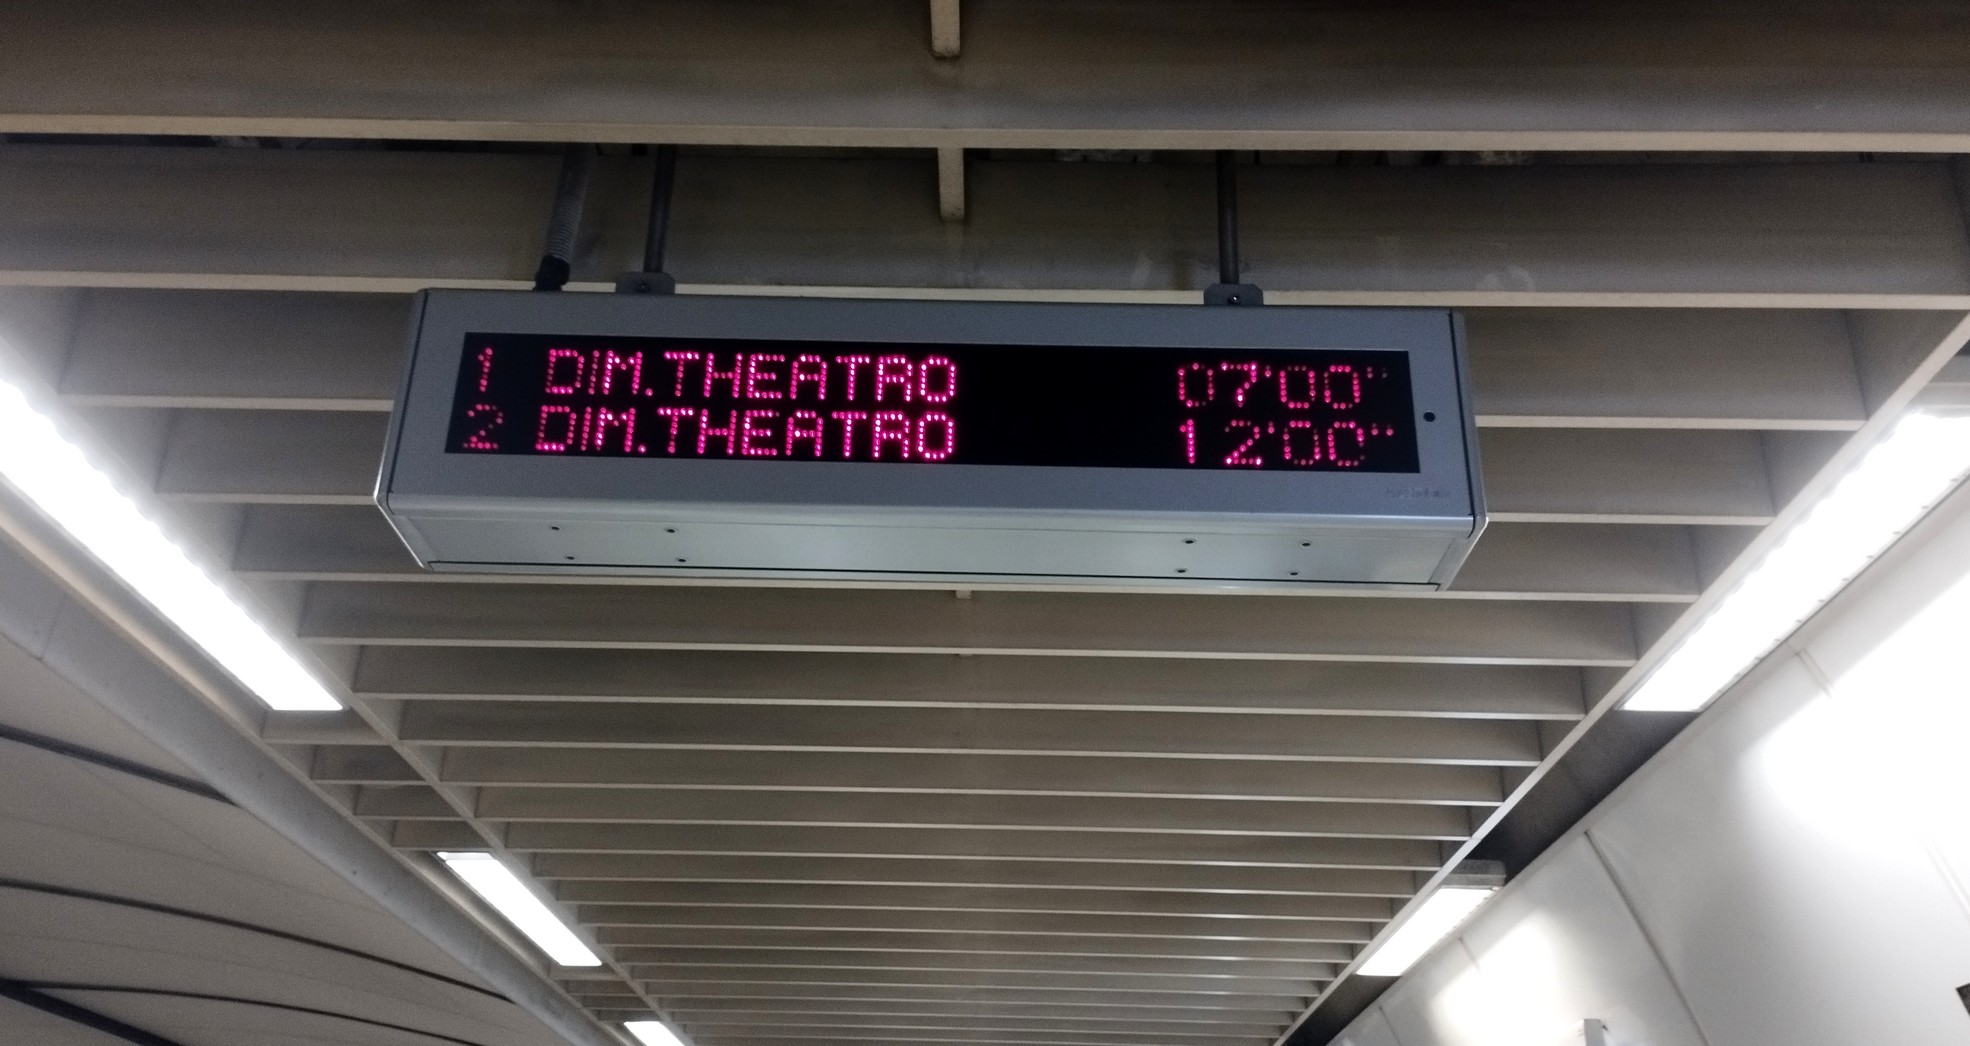 1 DIM.THEATRO 07'00"
2 DIM.THEATRO 12'00"